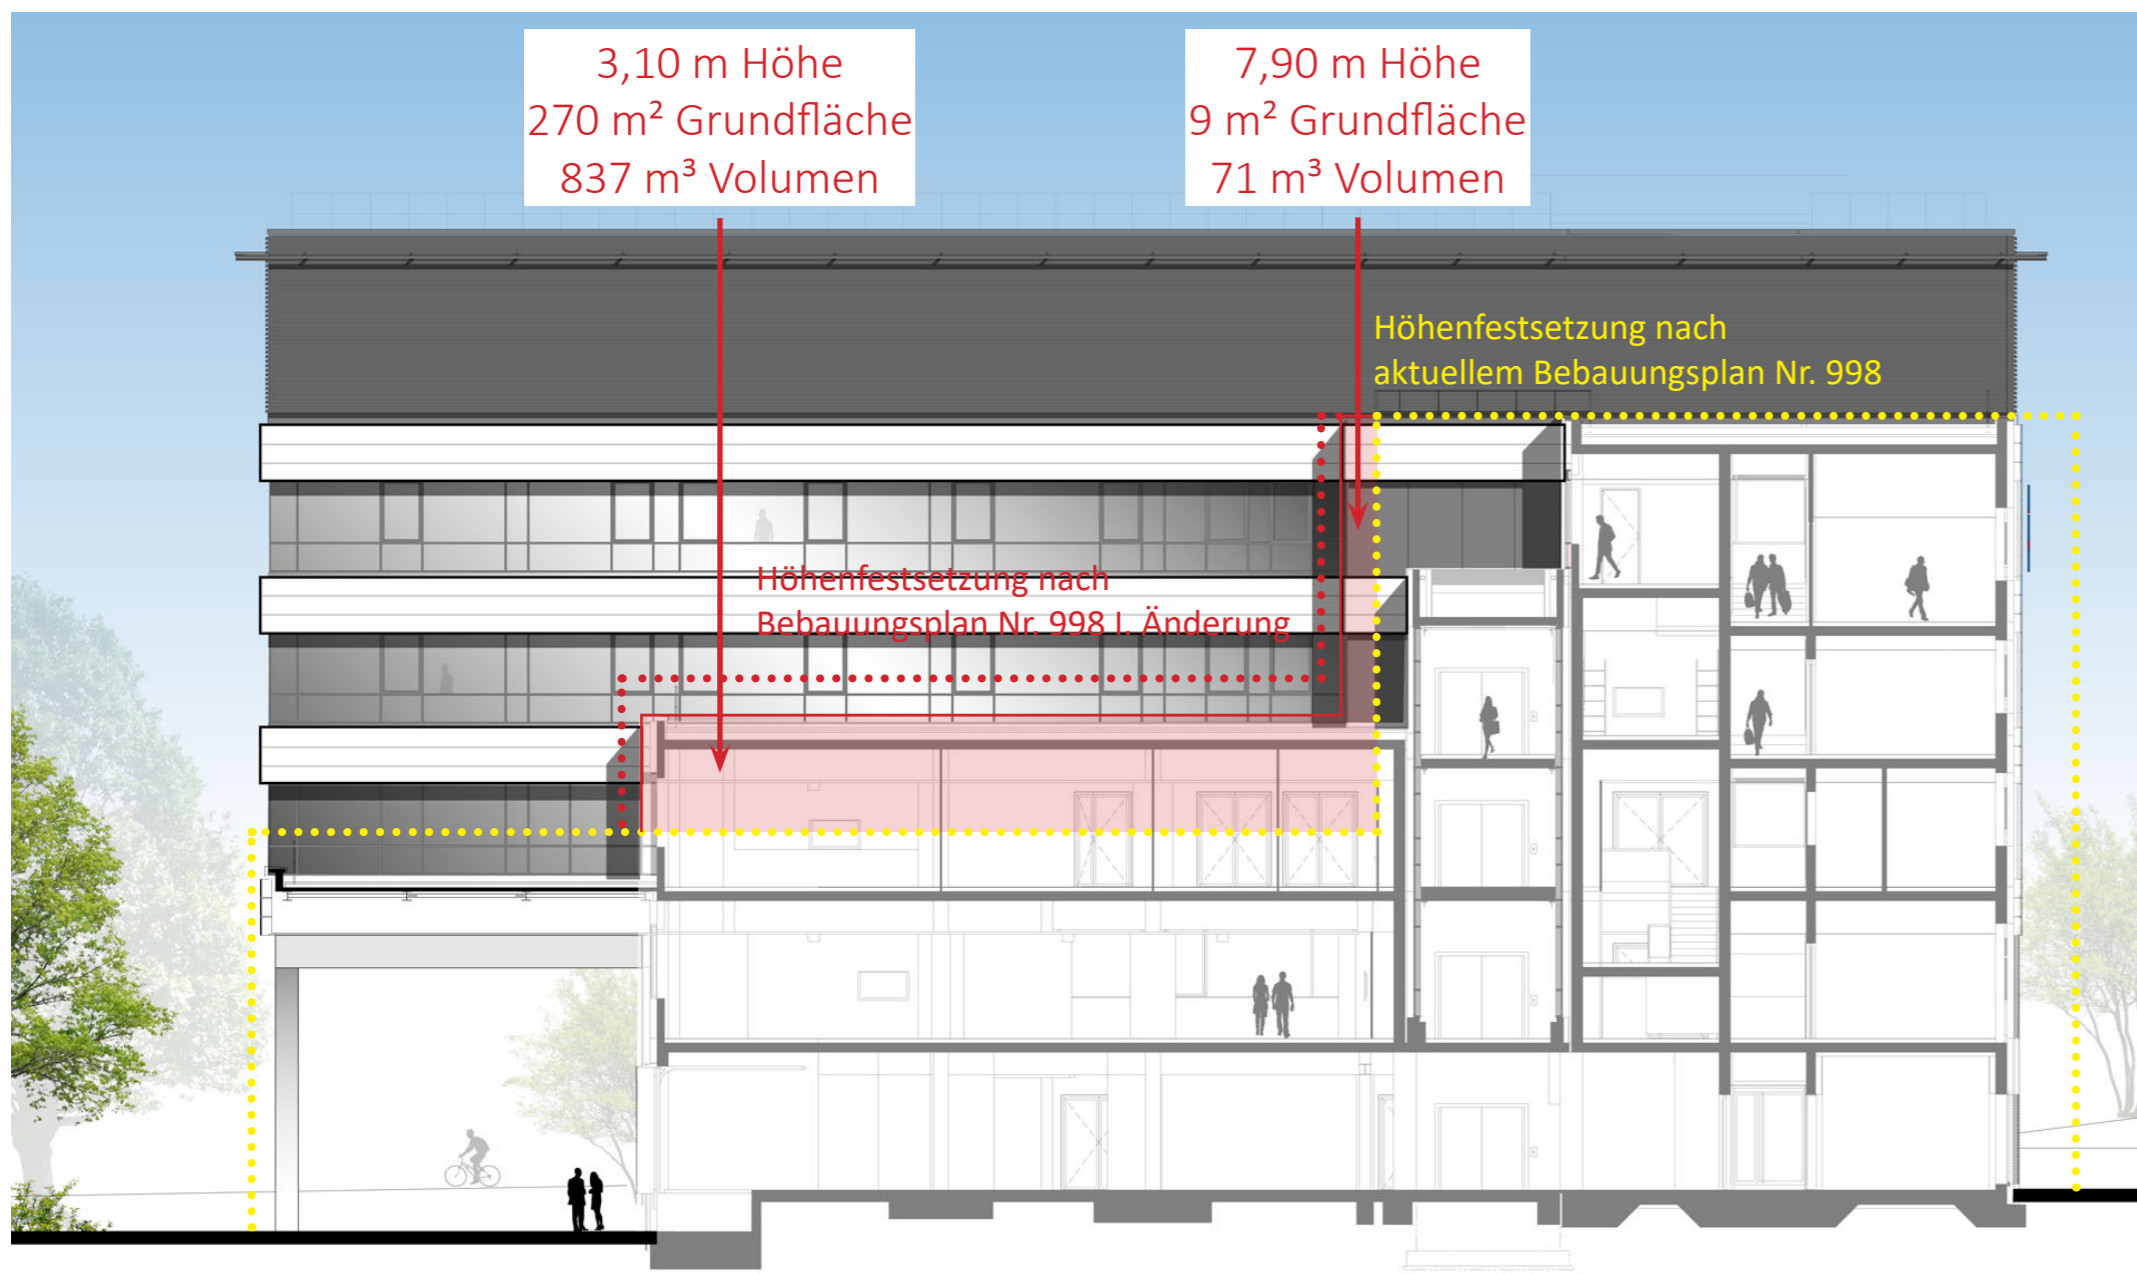 3,10 m Höhe
270 m² Grundfläche
837 m³ Volumen
7,90 m Höhe
9 m² Grundfläche
71 m³ Volumen
Höhenfestsetzung nach
aktuellem Bebauungsplan Nr. 998
Höhenfestsetzung nach
Bebauungsplan Nr. 998 I. Änderung